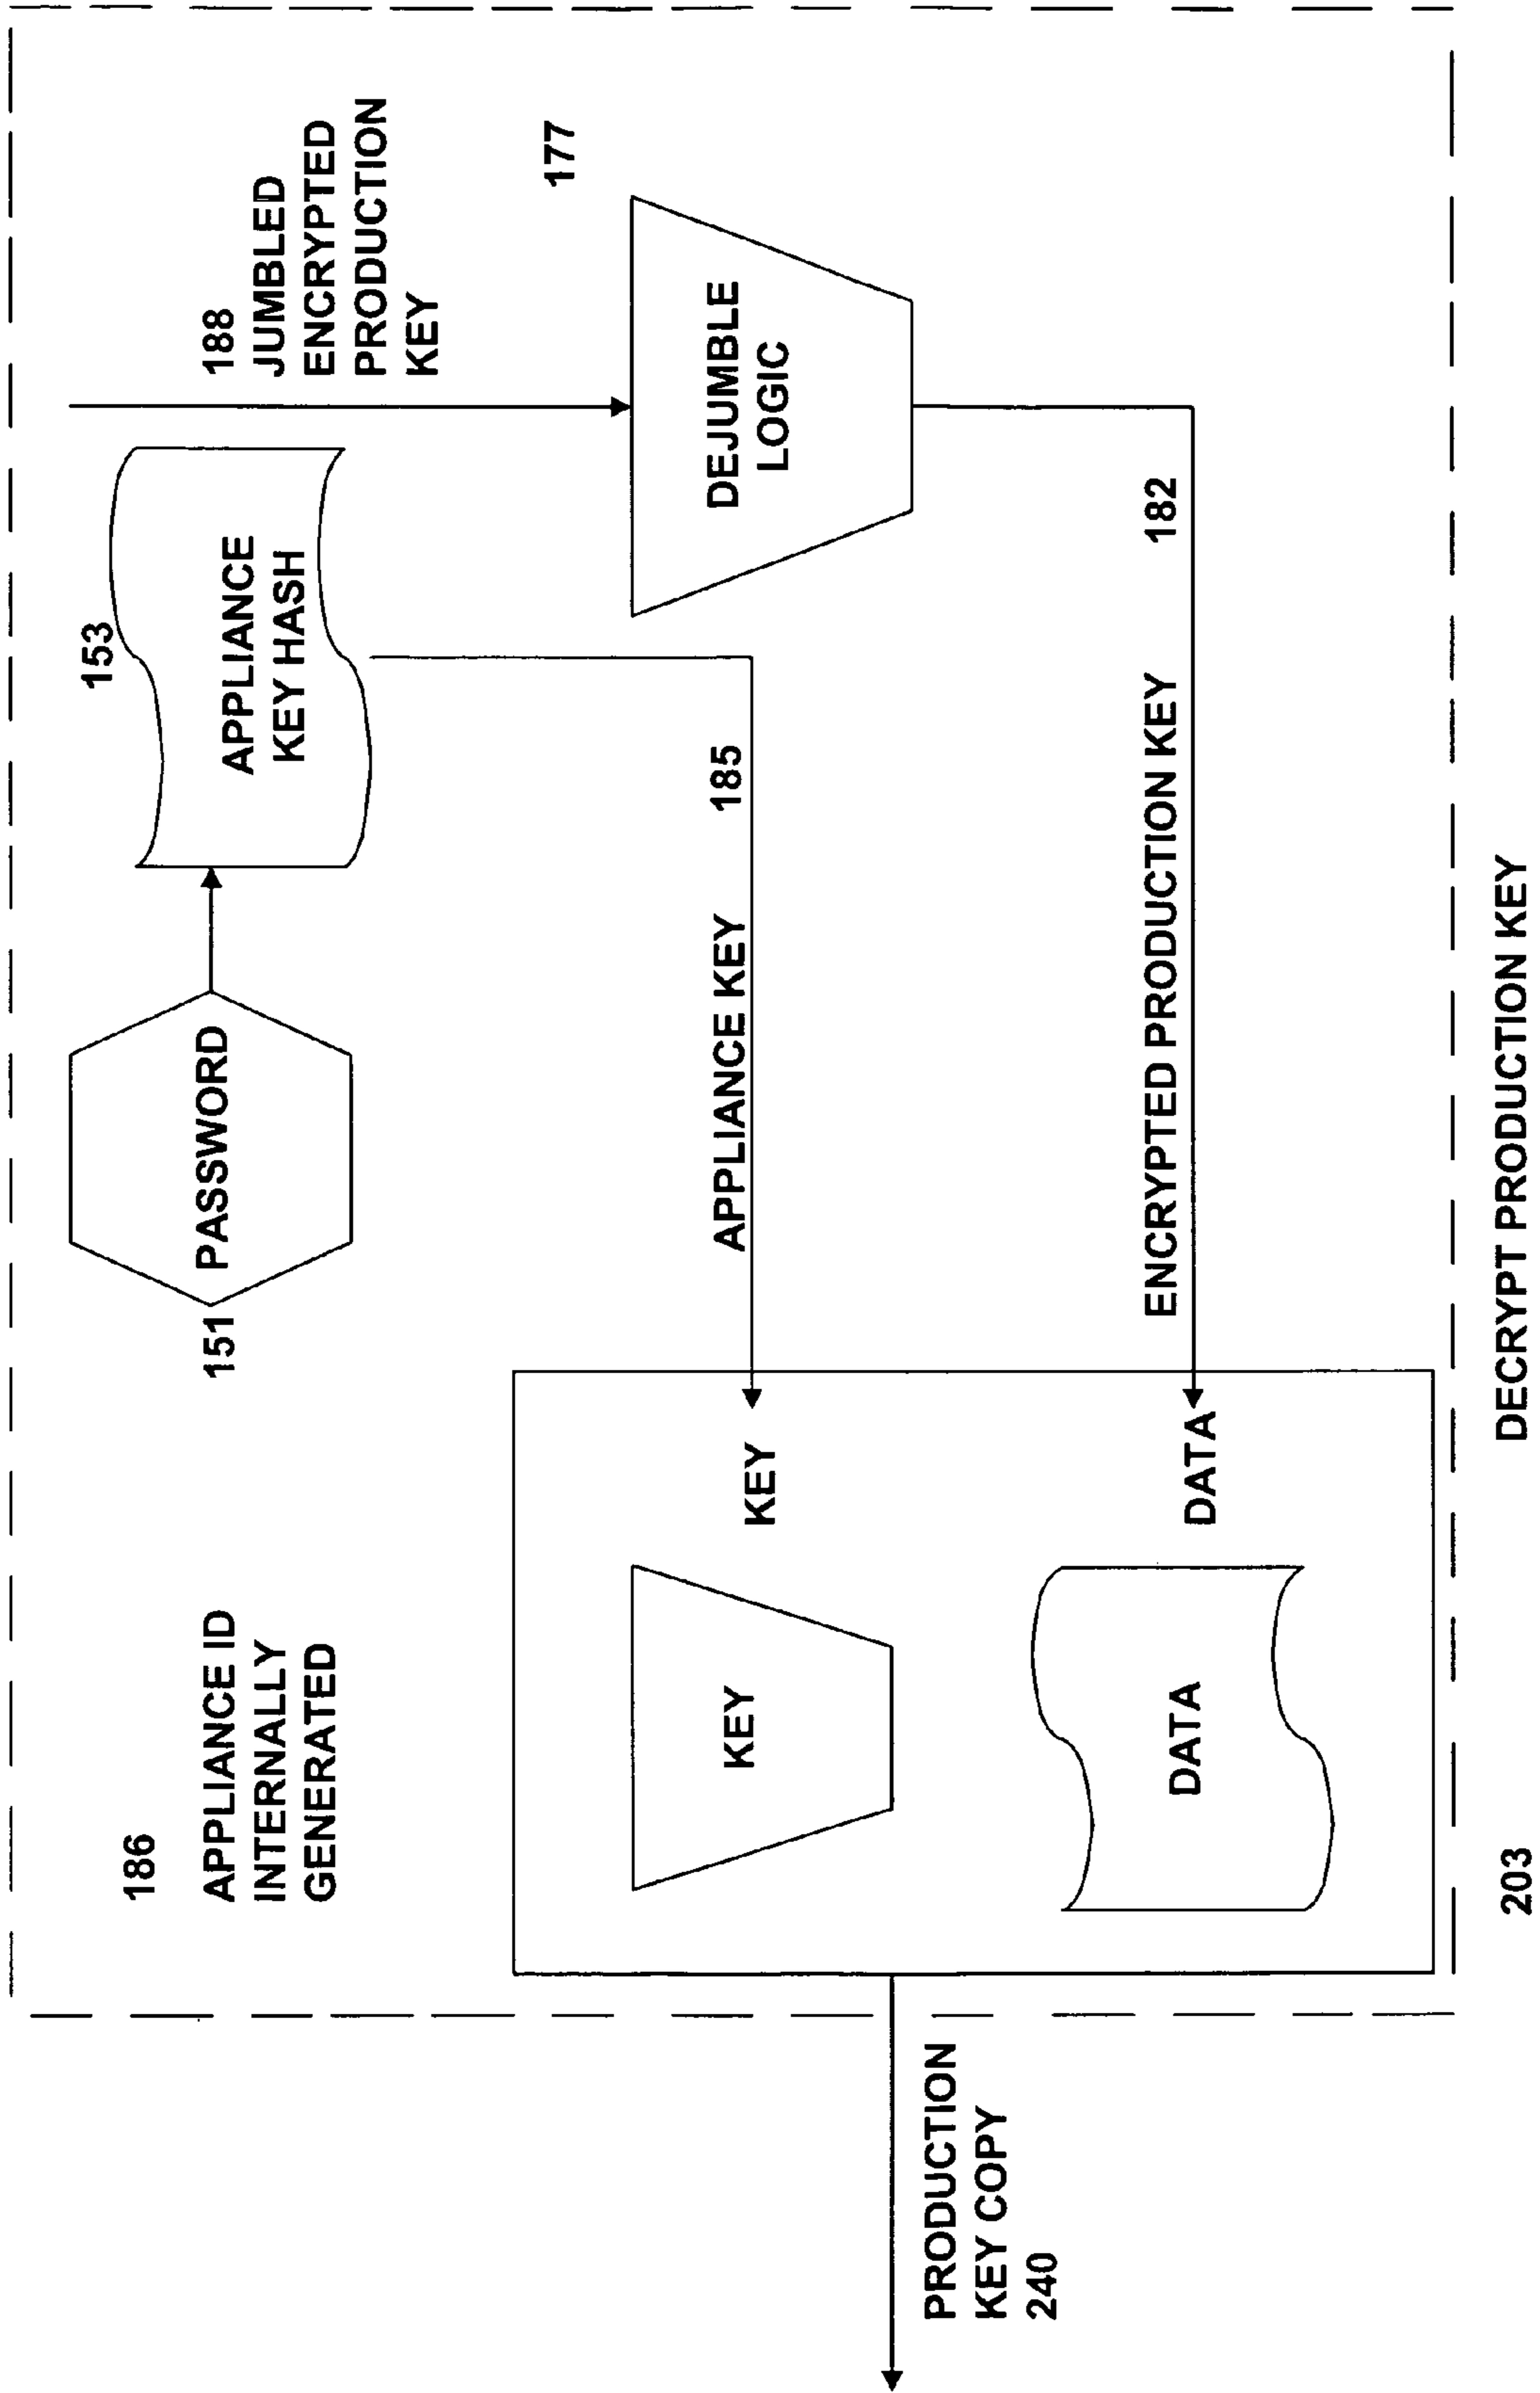 186
APPLIANCE ID
INTERNALLY
GENERATED
151
PASSWORD
153
APPLIANCE
KEY HASH
188
JUMBLED
ENCRYPTED
PRODUCTION
KEY
177
DEJUMBLE
LOGIC
APPLIANCE KEY 185
KEY
KEY
PRODUCTION
KEY COPY
240
ENCRYPTED PRODUCTION KEY 182
DATA
DATA
203
DECRYPT PRODUCTION KEY